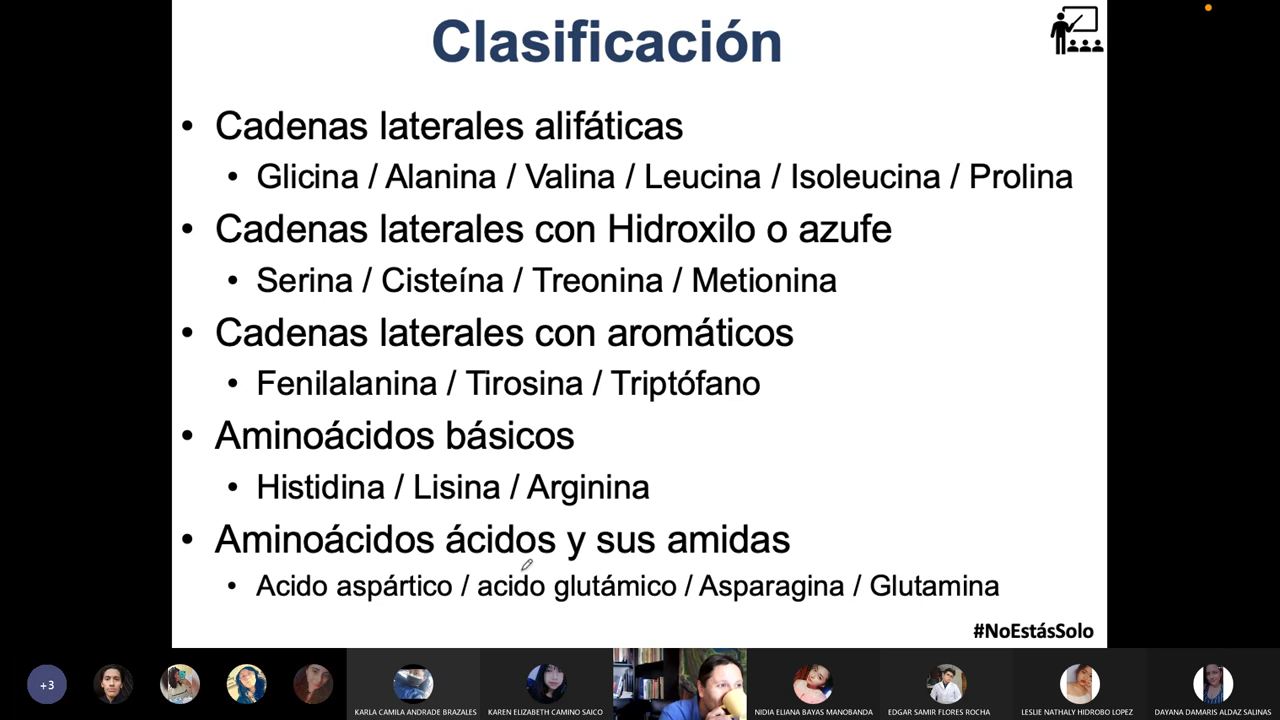 Clasificación
• Cadenas laterales alifáticas
• Glicina / Alanina / Valina / Leucina / Isoleucina / Prolina
• Cadenas laterales con Hidroxilo o azufe
• Serina / Cisteína / Treonina / Metionina
• Cadenas laterales con aromáticos
• Fenilalanina / Tirosina / Triptófano
• Aminoácidos básicos
• Histidina / Lisina / Arginina
• Aminoácidos ácidos y sus amidas
• Acido aspártico / acido glutámico / Asparagina / Glutamina
#NoEstásSolo
+3
KARLA CAMILA ANDRADE BRAZALES
KAREN ELIZABETH CAMINO SAICO
NIDIA ELIANA BAYAS MANOBANDA
EDGAR SAMIR FLORES ROCHA
LESLIE NATHALY HIDROBO LOPEZ
DAYANA DAMARIS ALDAZ SALINAS